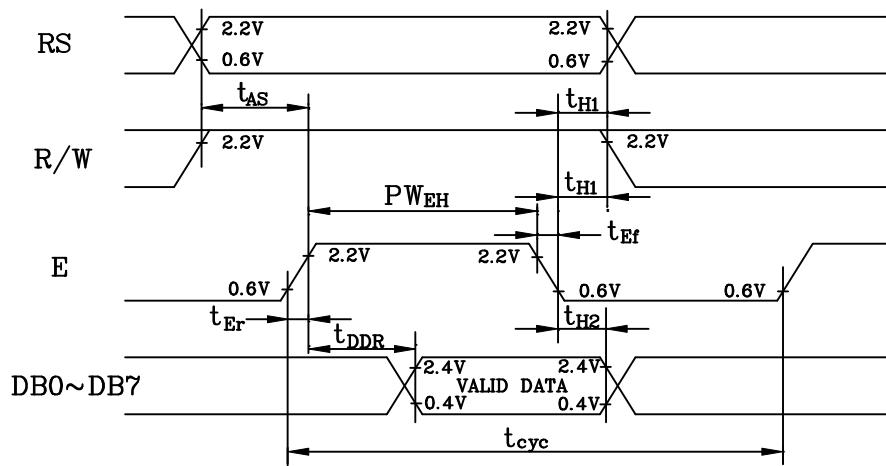 RS
2.2V 2.2V
0.6V 0.6V
tAS tH1
R/W
2.2V 2.2V
PWEH tH1
tEf
E
2.2V 2.2V
0.6V 0.6V 0.6V
tEr tDDR tH2
DB0~DB7
2.4V VALID DATA 2.4V
0.4V 0.4V
tcyc